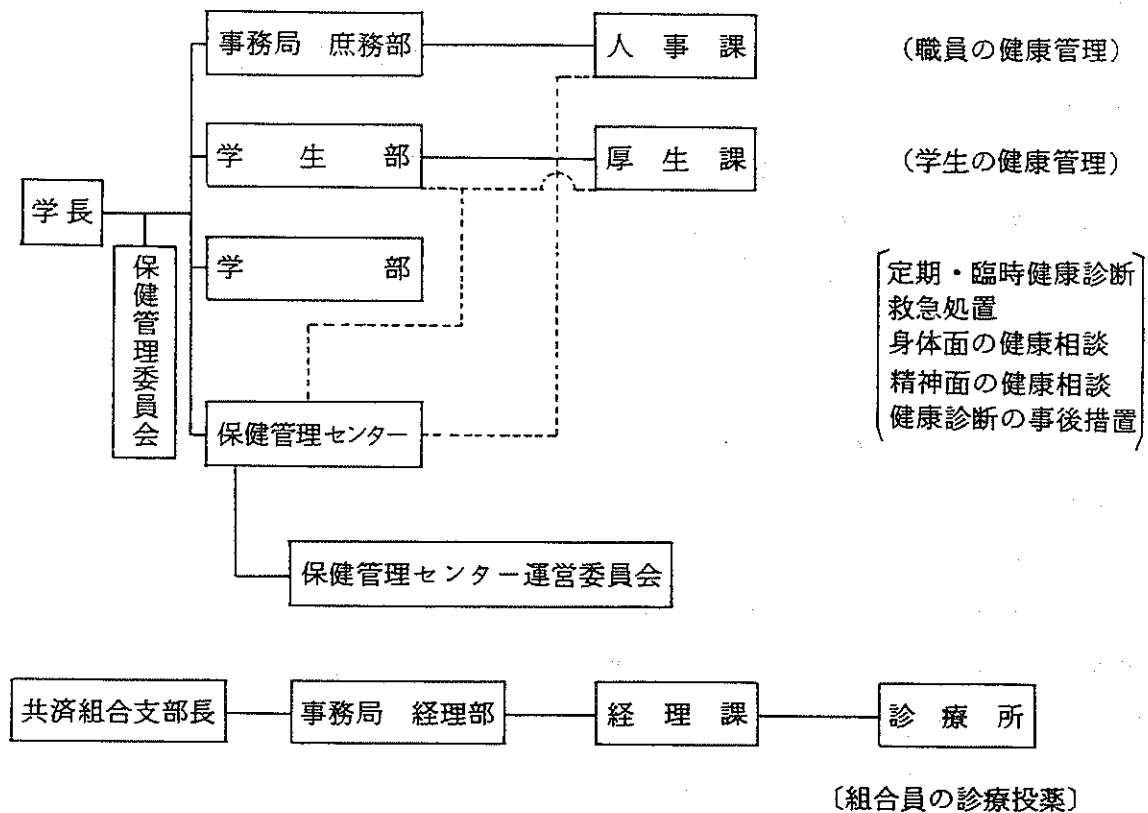 事務局 庶務部
人事課
(職員の健康管理)
学生部
厚生課
(学生の健康管理)
学長
保健管理委員会
学部
定期・臨時健康診断
救急処置
身体面の健康相談
精神面の健康相談
健康診断の事後措置
保健管理センター
保健管理センター運営委員会
共済組合支部長
事務局 経理部
経理課
診療所
〔組合員の診療投薬〕